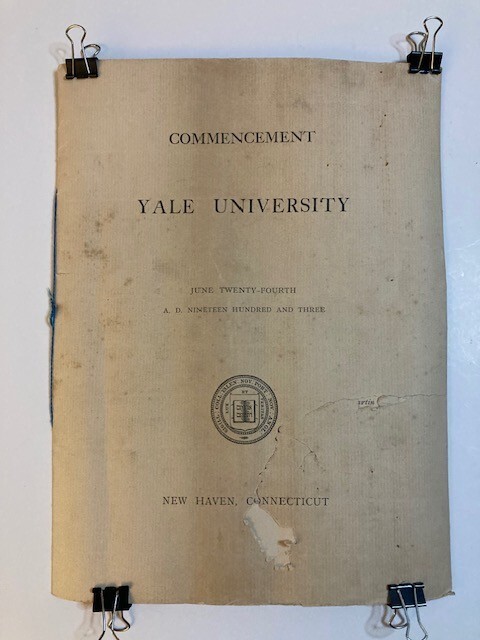 COMMENCEMENT
YALE UNIVERSITY
JUNE TWENTY-FOURTH
A. D. NINETEEN HUNDRED AND THREE
NEW HAVEN, CONNECTICUT